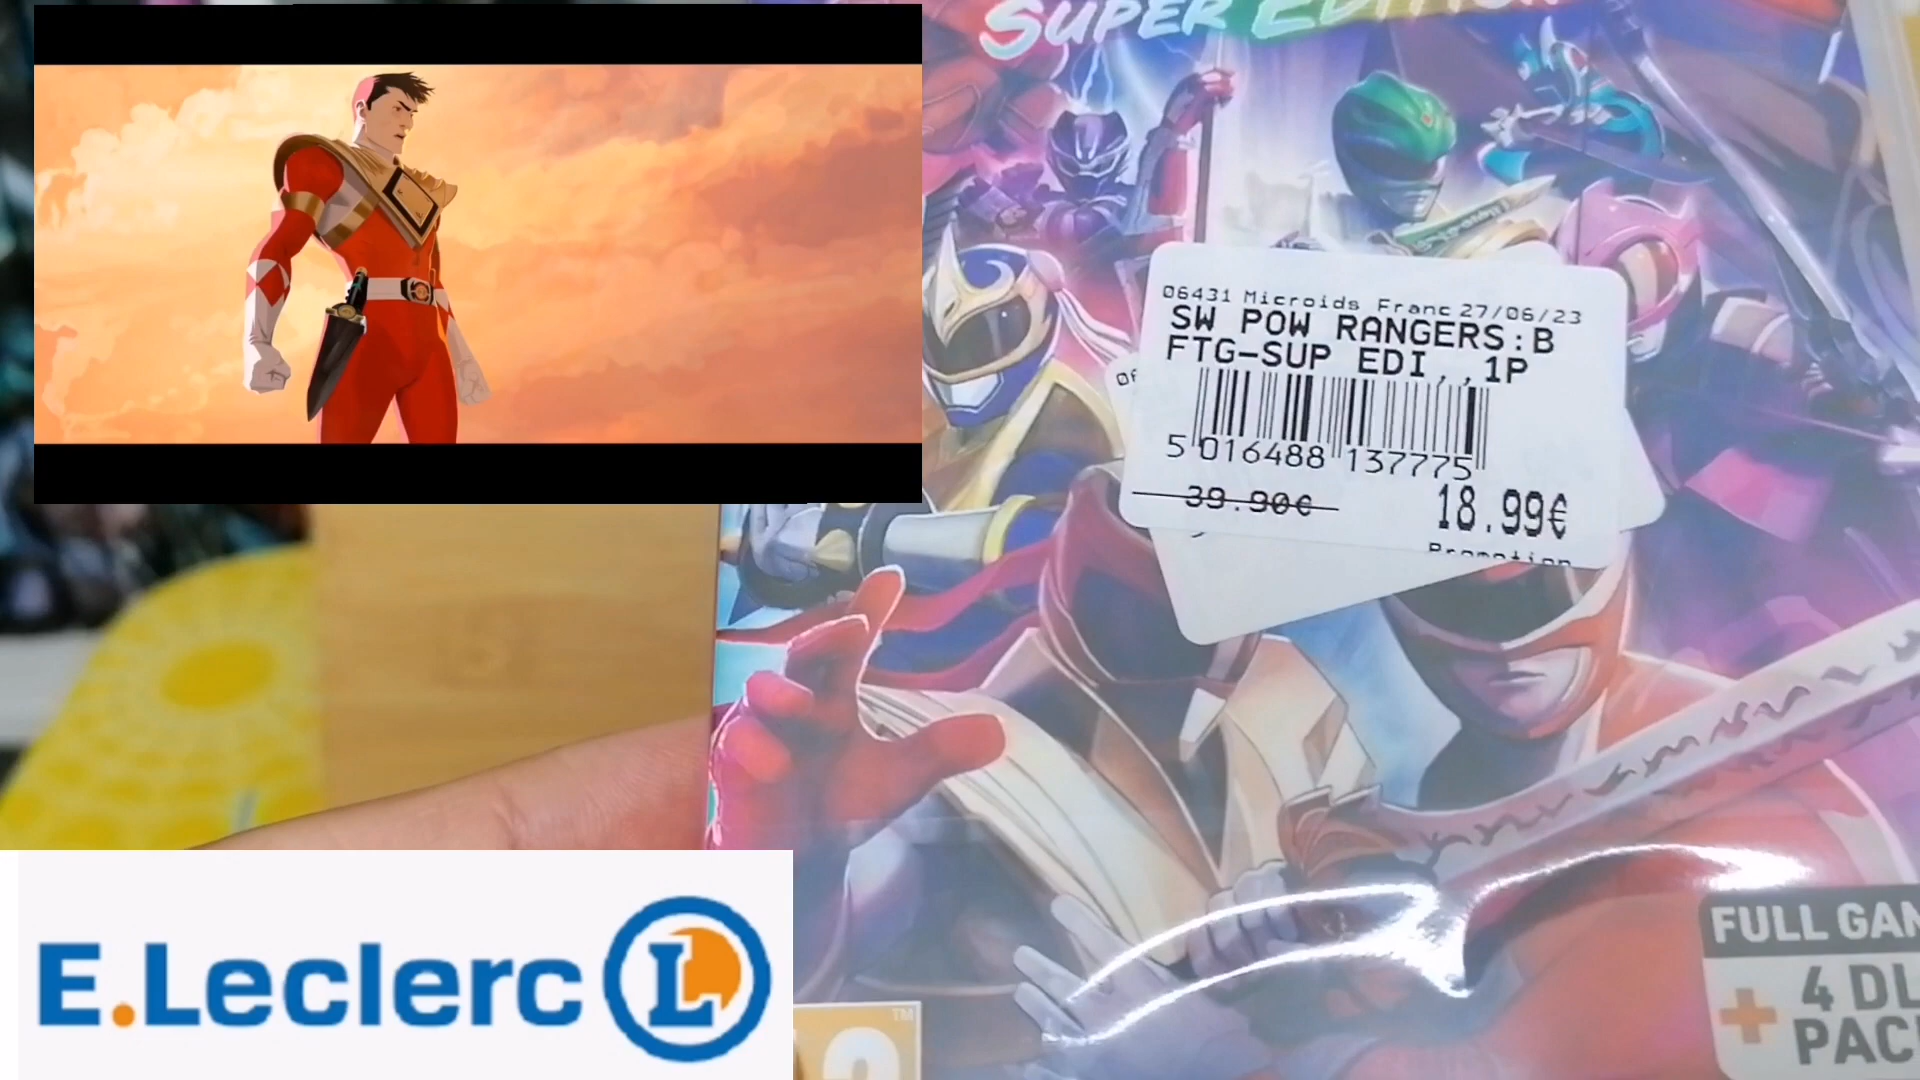 SUPER EDITION
06431 Microids Franc 27/06/23
SW POW RANGERS:B
FTG-SUP EDI,,1P
5 016488 137775
39.90€ 18.99€
Promotion
FULL GAM
+ 4 DL
PAC
E.Leclerc L